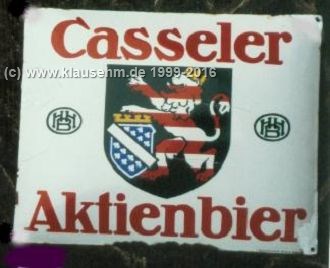 Casseler
(c) www.klausehm.de 1999-2016
Aktienbier